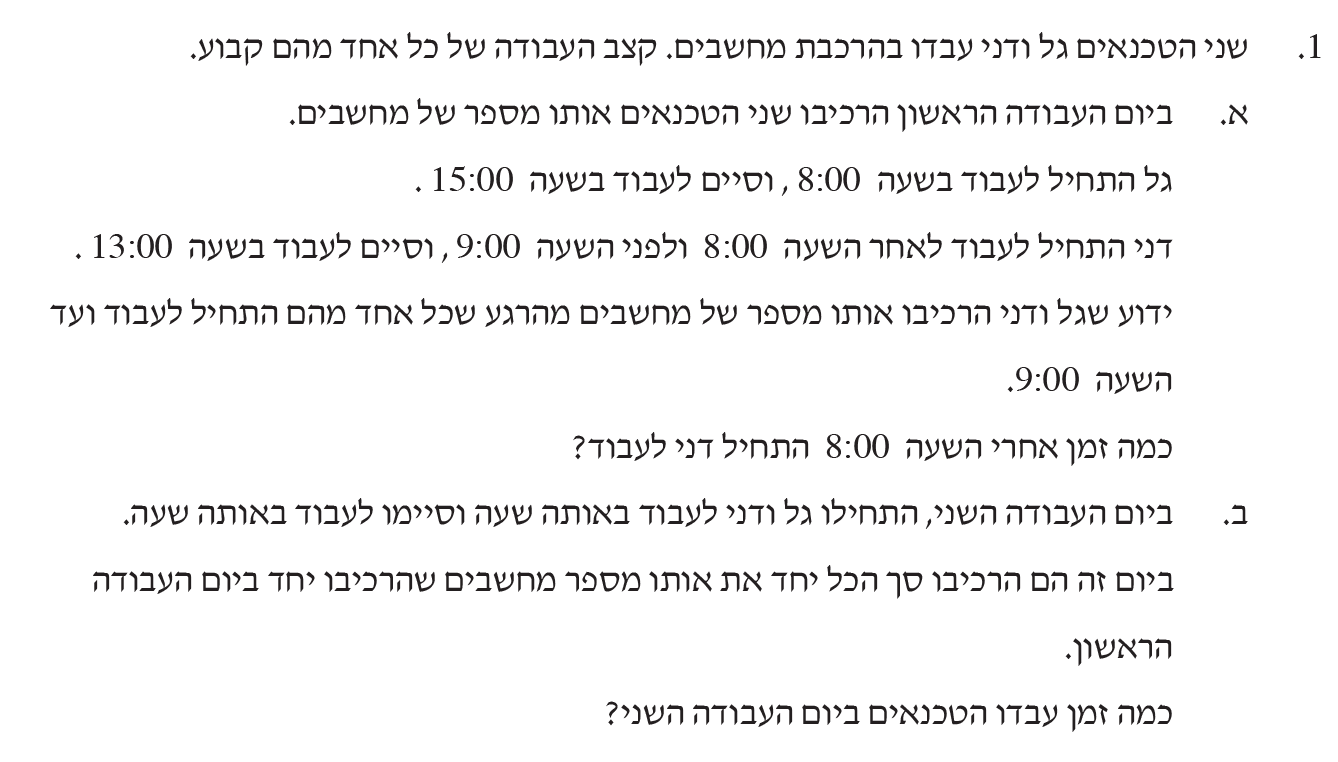 1. שני הטכנאים גל ודני עבדו בהרכבת מחשבים. קצב העבודה של כל אחד מהם קבוע.
א. ביום העבודה הראשון הרכיבו שני הטכנאים אותו מספר של מחשבים.
גל התחיל לעבוד בשעה 8:00 , וסיים לעבוד בשעה 15:00 .
דני התחיל לעבוד לאחר השעה 8:00 ולפני השעה 9:00 , וסיים לעבוד בשעה 13:00 .
ידוע שגל ודני הרכיבו אותו מספר של מחשבים מהרגע שכל אחד מהם התחיל לעבוד ועד
השעה 9:00.
כמה זמן אחרי השעה 8:00 התחיל דני לעבוד?
ב. ביום העבודה השני, התחילו גל ודני לעבוד באותה שעה וסיימו לעבוד באותה שעה.
ביום זה הם הרכיבו סך הכל יחד את אותו מספר מחשבים שהרכיבו יחד ביום העבודה
הראשון.
כמה זמן עבדו הטכנאים ביום העבודה השני?